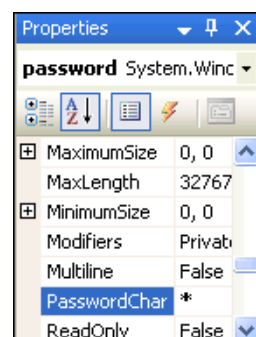 Properties
password System.Winc
MaximumSize 0, 0
MaxLength 32767
MinimumSize 0, 0
Modifiers Privat
Multiline False
PasswordChar *
ReadOnly False